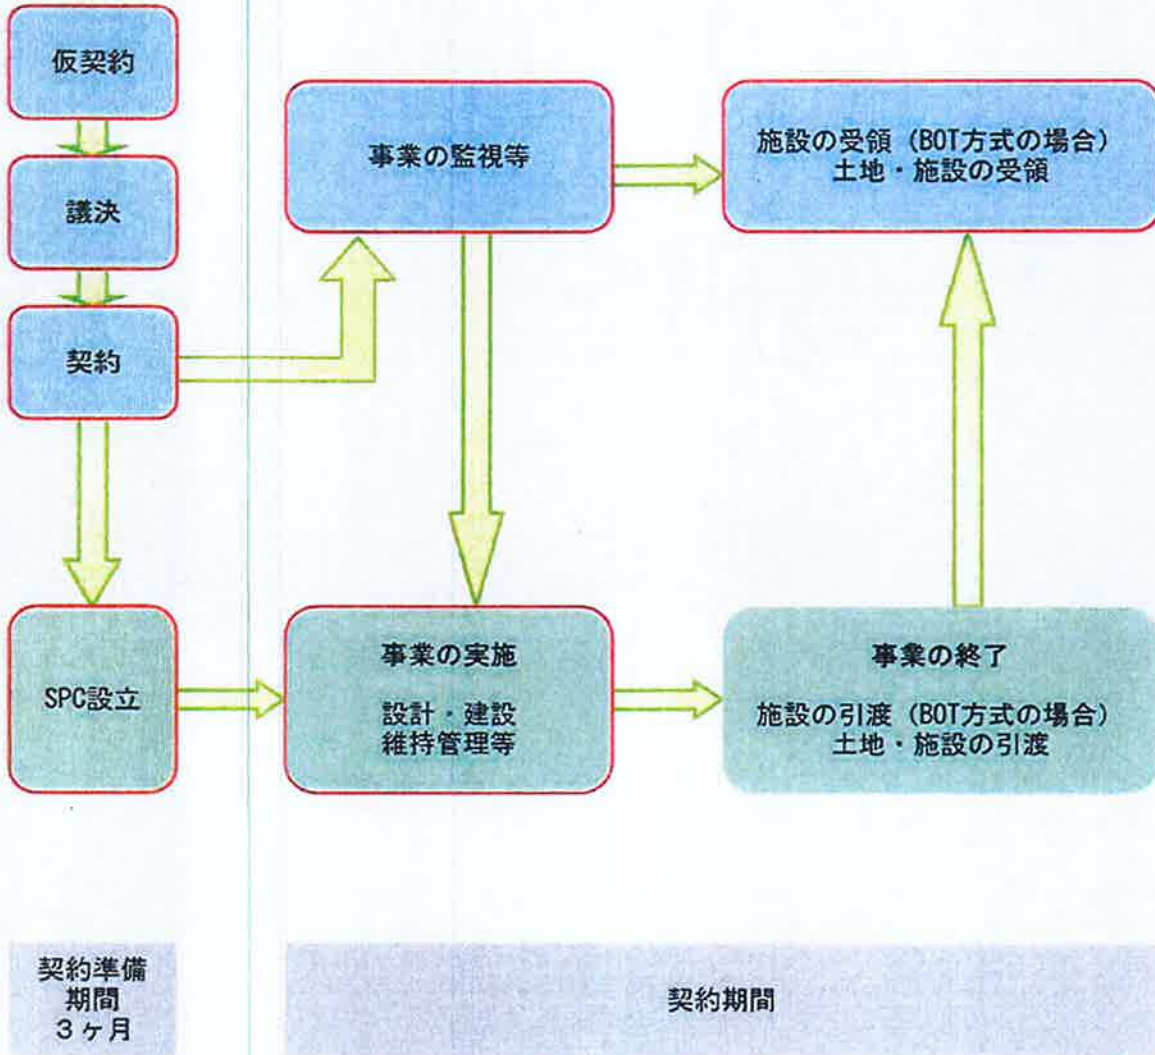 仮契約
議決
契約
SPC設立
事業の監視等
事業の実施
設計・建設
維持管理等
施設の受領（BOT方式の場合）
土地・施設の受領
事業の終了
施設の引渡（BOT方式の場合）
土地・施設の引渡
契約準備
期間
３ヶ月
契約期間